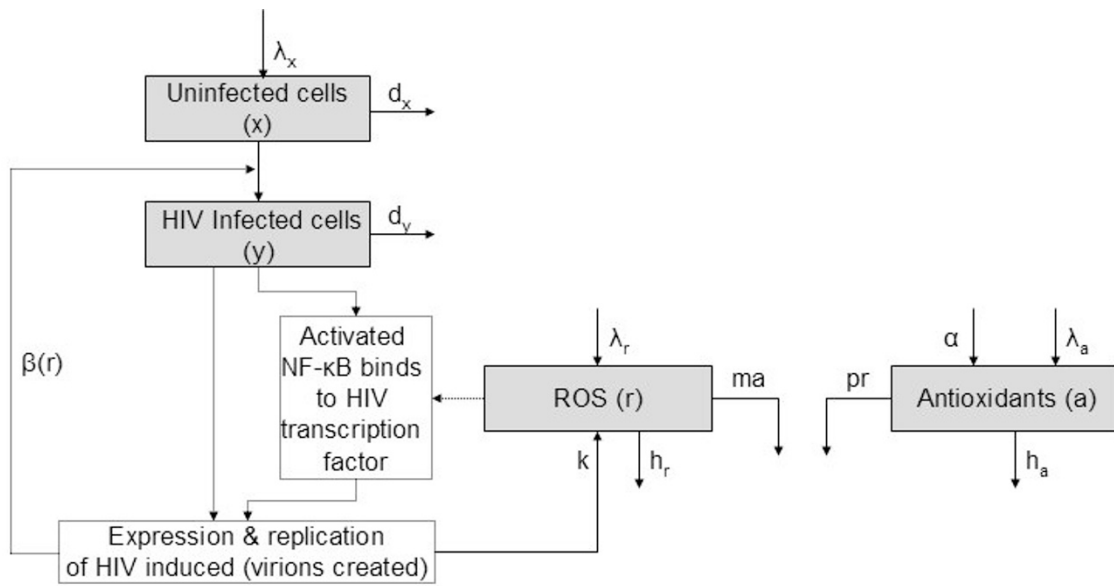 λx
Uninfected cells
(x)
dx
HIV Infected cells
(y)
dy
β(r)
Activated
NF-κB binds
to HIV
transcription
factor
λr
ROS (r)
ma
k
hr
α
λa
pr
Antioxidants (a)
ha
Expression & replication
of HIV induced (virions created)